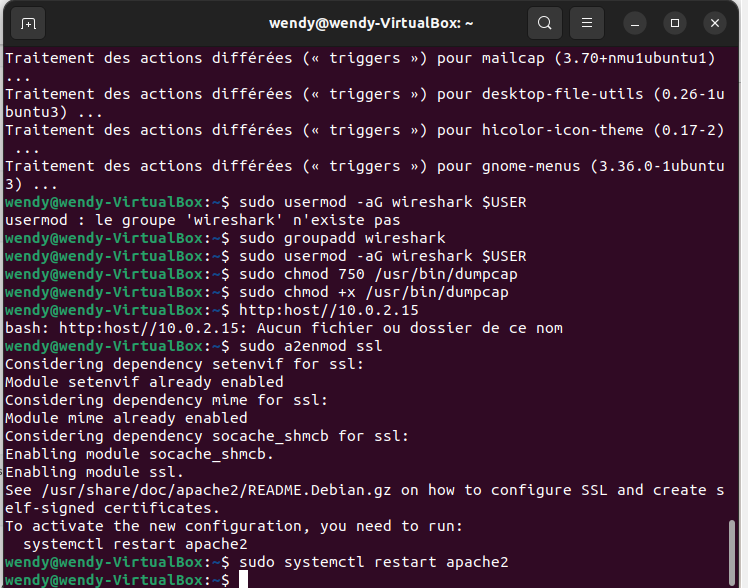 wendy@wendy-VirtualBox: ~
Traitement des actions différées (« triggers ») pour mailcap (3.70+nmu1ubuntu1)
...
Traitement des actions différées (« triggers ») pour desktop-file-utils (0.26-1u
buntu3) ...
Traitement des actions différées (« triggers ») pour hicolor-icon-theme (0.17-2)
 ...
Traitement des actions différées (« triggers ») pour gnome-menus (3.36.0-1ubuntu
3) ...
wendy@wendy-VirtualBox:~$ sudo usermod -aG wireshark $USER
usermod : le groupe 'wireshark' n'existe pas
wendy@wendy-VirtualBox:~$ sudo groupadd wireshark
wendy@wendy-VirtualBox:~$ sudo usermod -aG wireshark $USER
wendy@wendy-VirtualBox:~$ sudo chmod 750 /usr/bin/dumpcap
wendy@wendy-VirtualBox:~$ sudo chmod +x /usr/bin/dumpcap
wendy@wendy-VirtualBox:~$ http:host//10.0.2.15
bash: http:host//10.0.2.15: Aucun fichier ou dossier de ce nom
wendy@wendy-VirtualBox:~$ sudo a2enmod ssl
Considering dependency setenvif for ssl:
Module setenvif already enabled
Considering dependency mime for ssl:
Module mime already enabled
Considering dependency socache_shmcb for ssl:
Enabling module socache_shmcb.
Enabling module ssl.
See /usr/share/doc/apache2/README.Debian.gz on how to configure SSL and create s
elf-signed certificates.
To activate the new configuration, you need to run:
  systemctl restart apache2
wendy@wendy-VirtualBox:~$ sudo systemctl restart apache2
wendy@wendy-VirtualBox:~$